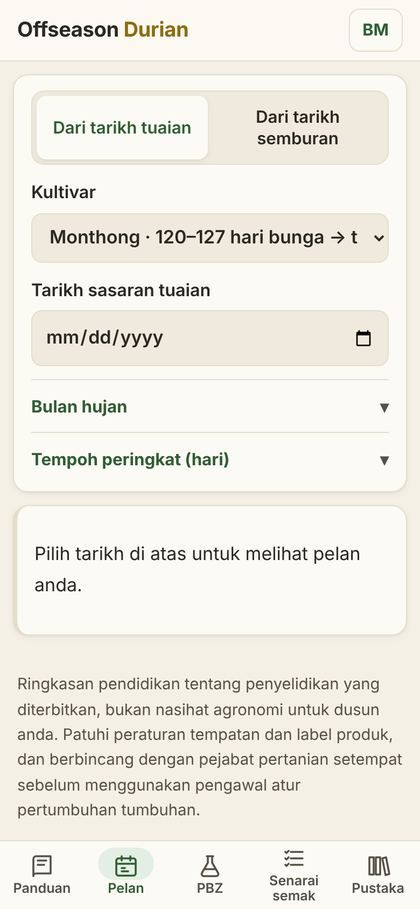 Offseason Durian
BM
Dari tarikh tuaian
Dari tarikh
semburan
Kultivar
Monthong · 120–127 hari bunga → t
Tarikh sasaran tuaian
mm/dd/yyyy
Bulan hujan
Tempoh peringkat (hari)
Pilih tarikh di atas untuk melihat pelan
anda.
Ringkasan pendidikan tentang penyelidikan yang
diterbitkan, bukan nasihat agronomi untuk dusun
anda. Patuhi peraturan tempatan dan label produk,
dan berbincang dengan pejabat pertanian setempat
sebelum menggunakan pengawal atur
pertumbuhan tumbuhan.
Panduan
Pelan
PBZ
Senarai
semak
Pustaka